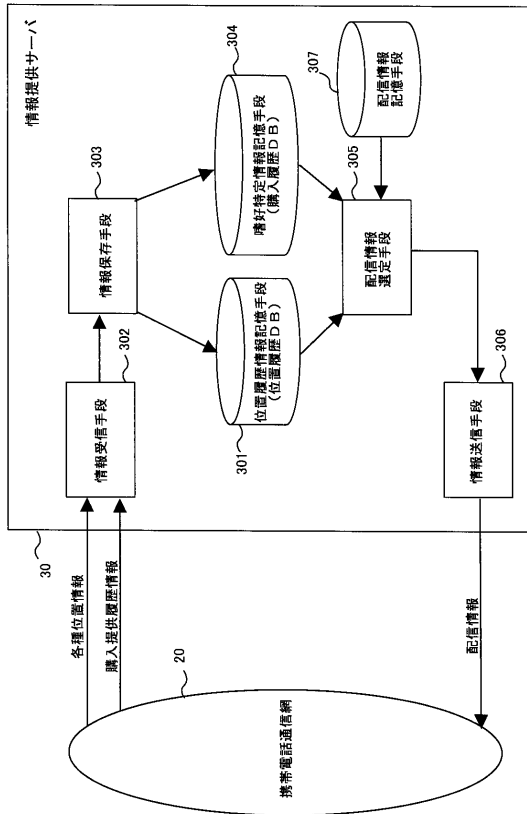 情報提供サーバ
30
各種位置情報
購入提供履歴情報
20
携帯電話通信網
情報受信手段
302
情報保存手段
303
位置履歴情報記憶手段
(位置履歴DB)
301
嗜好特定情報記憶手段
(購入履歴DB)
304
配信情報
選定手段
305
配信情報
記憶手段
307
情報送信手段
306
配信情報